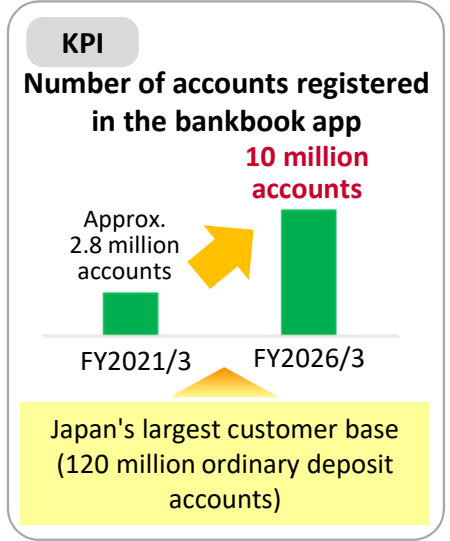 KPI
Number of accounts registered
in the bankbook app
10 million
accounts
Approx.
2.8 million
accounts
FY2021/3
FY2026/3
Japan's largest customer base
(120 million ordinary deposit
accounts)